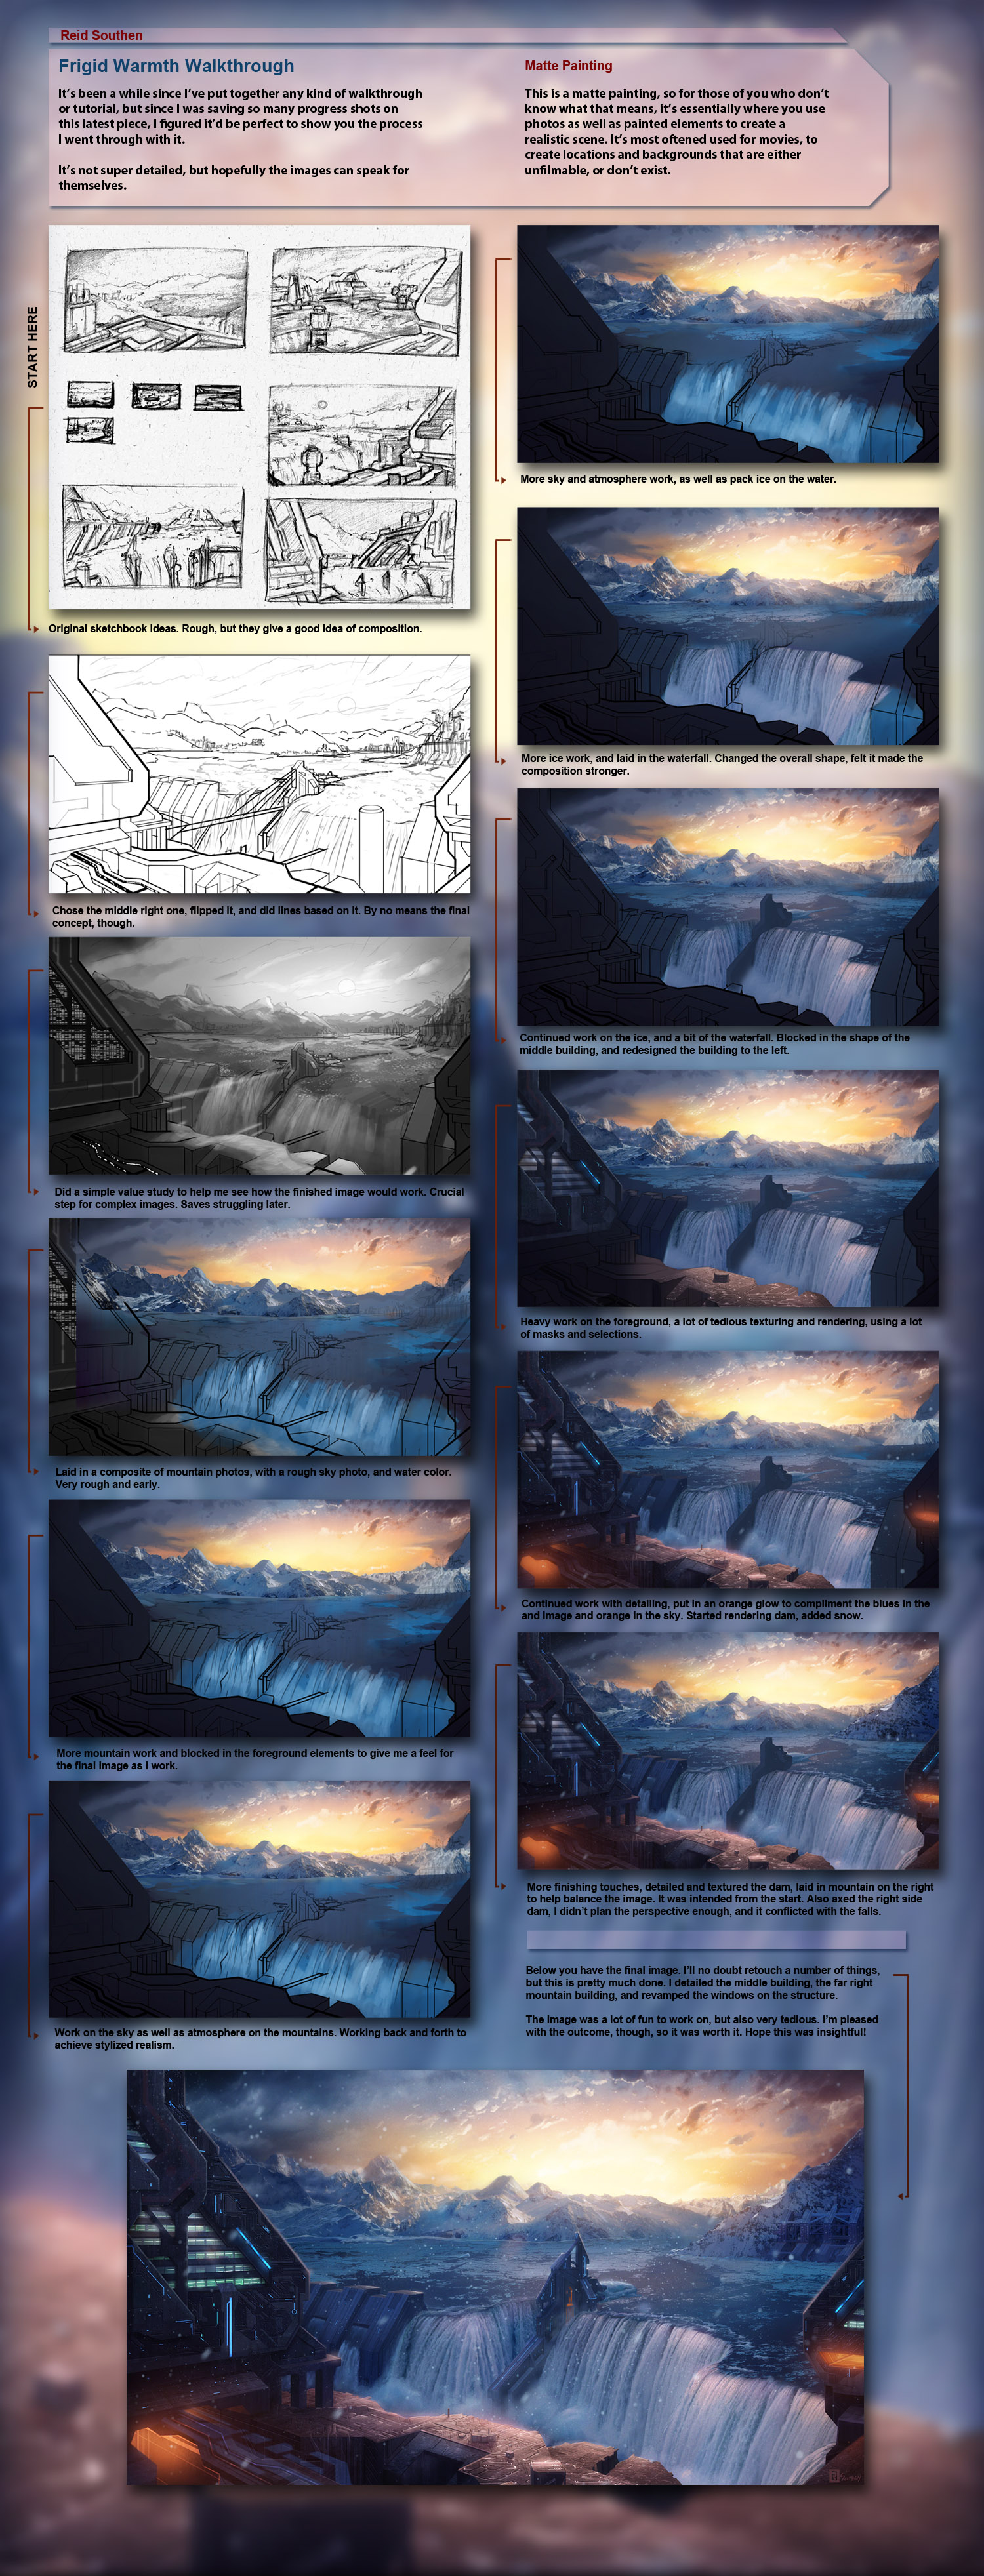 Reid Southen
Frigid Warmth Walkthrough
It's been a while since I've put together any kind of walkthrough
or tutorial, but since I was saving so many progress shots on
this latest piece, I figured it'd be perfect to show you the process
I went through with it.
It's not super detailed, but hopefully the images can speak for
themselves.
Matte Painting
This is a matte painting, so for those of you who don't
know what that means, it's essentially where you use
photos as well as painted elements to create a
realistic scene. It's most oftened used for movies, to
create locations and backgrounds that are either
unfilmable, or don't exist.
START HERE
Original sketchbook ideas. Rough, but they give a good idea of composition.
Chose the middle right one, flipped it, and did lines based on it. By no means the final
concept, though.
Did a simple value study to help me see how the finished image would work. Crucial
step for complex images. Saves struggling later.
Laid in a composite of mountain photos, with a rough sky photo, and water color.
Very rough and early.
More mountain work and blocked in the foreground elements to give me a feel for
the final image as I work.
Work on the sky as well as atmosphere on the mountains. Working back and forth to
achieve stylized realism.
More sky and atmosphere work, as well as pack ice on the water.
More ice work, and laid in the waterfall. Changed the overall shape, felt it made the
composition stronger.
Continued work on the ice, and a bit of the waterfall. Blocked in the shape of the
middle building, and redesigned the building to the left.
Heavy work on the foreground, a lot of tedious texturing and rendering, using a lot
of masks and selections.
Continued work with detailing, put in an orange glow to compliment the blues in the
and image and orange in the sky. Started rendering dam, added snow.
More finishing touches, detailed and textured the dam, laid in mountain on the right
to help balance the image. It was intended from the start. Also axed the right side
dam, I didn't plan the perspective enough, and it conflicted with the falls.
Below you have the final image. I'll no doubt retouch a number of things,
but this is pretty much done. I detailed the middle building, the far right
mountain building, and revamped the windows on the structure.
The image was a lot of fun to work on, but also very tedious. I'm pleased
with the outcome, though, so it was worth it. Hope this was insightful!